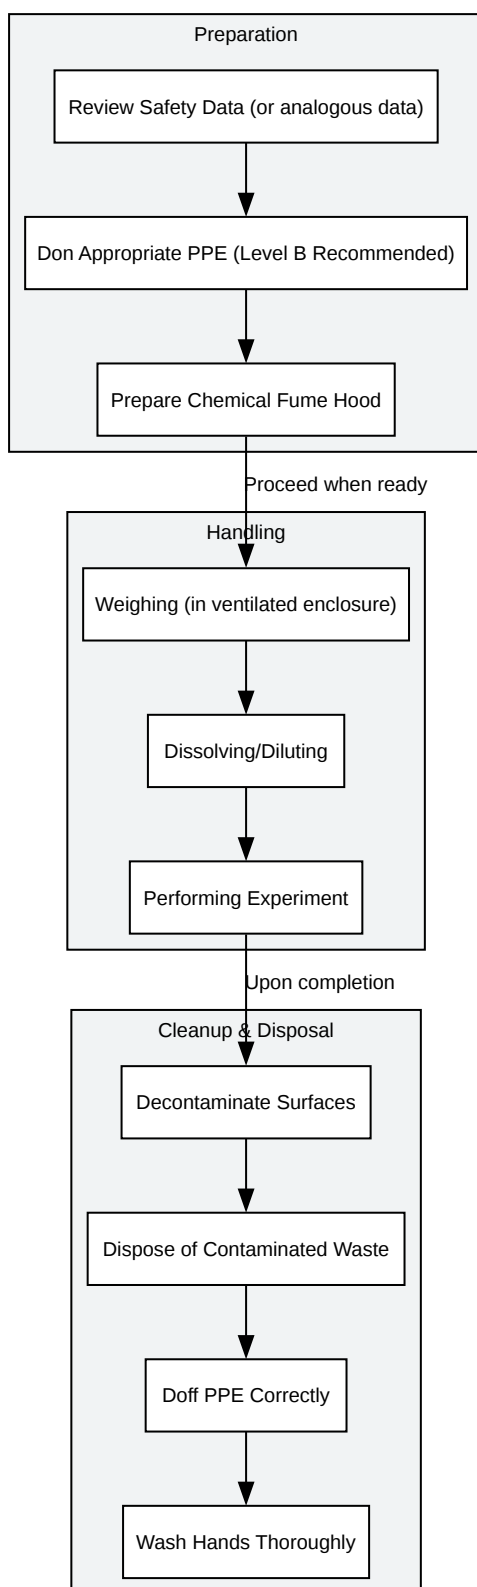 Preparation
Review Safety Data (or analogous data)
Don Appropriate PPE (Level B Recommended)
Prepare Chemical Fume Hood
Proceed when ready
Handling
Weighing (in ventilated enclosure)
Dissolving/Diluting
Performing Experiment
Upon completion
Cleanup & Disposal
Decontaminate Surfaces
Dispose of Contaminated Waste
Doff PPE Correctly
Wash Hands Thoroughly